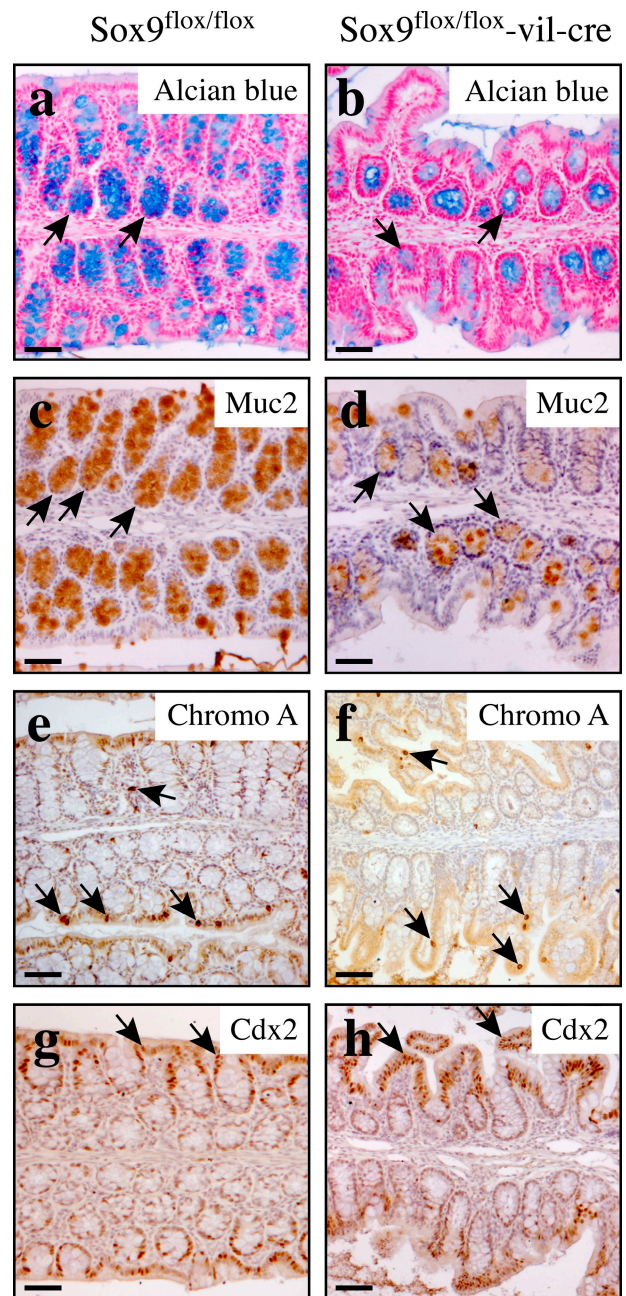 Sox9flox/flox Sox9flox/flox-vil-cre
a Alcian blue b Alcian blue
c Muc2 d Muc2
e Chromo A f Chromo A
g Cdx2 h Cdx2